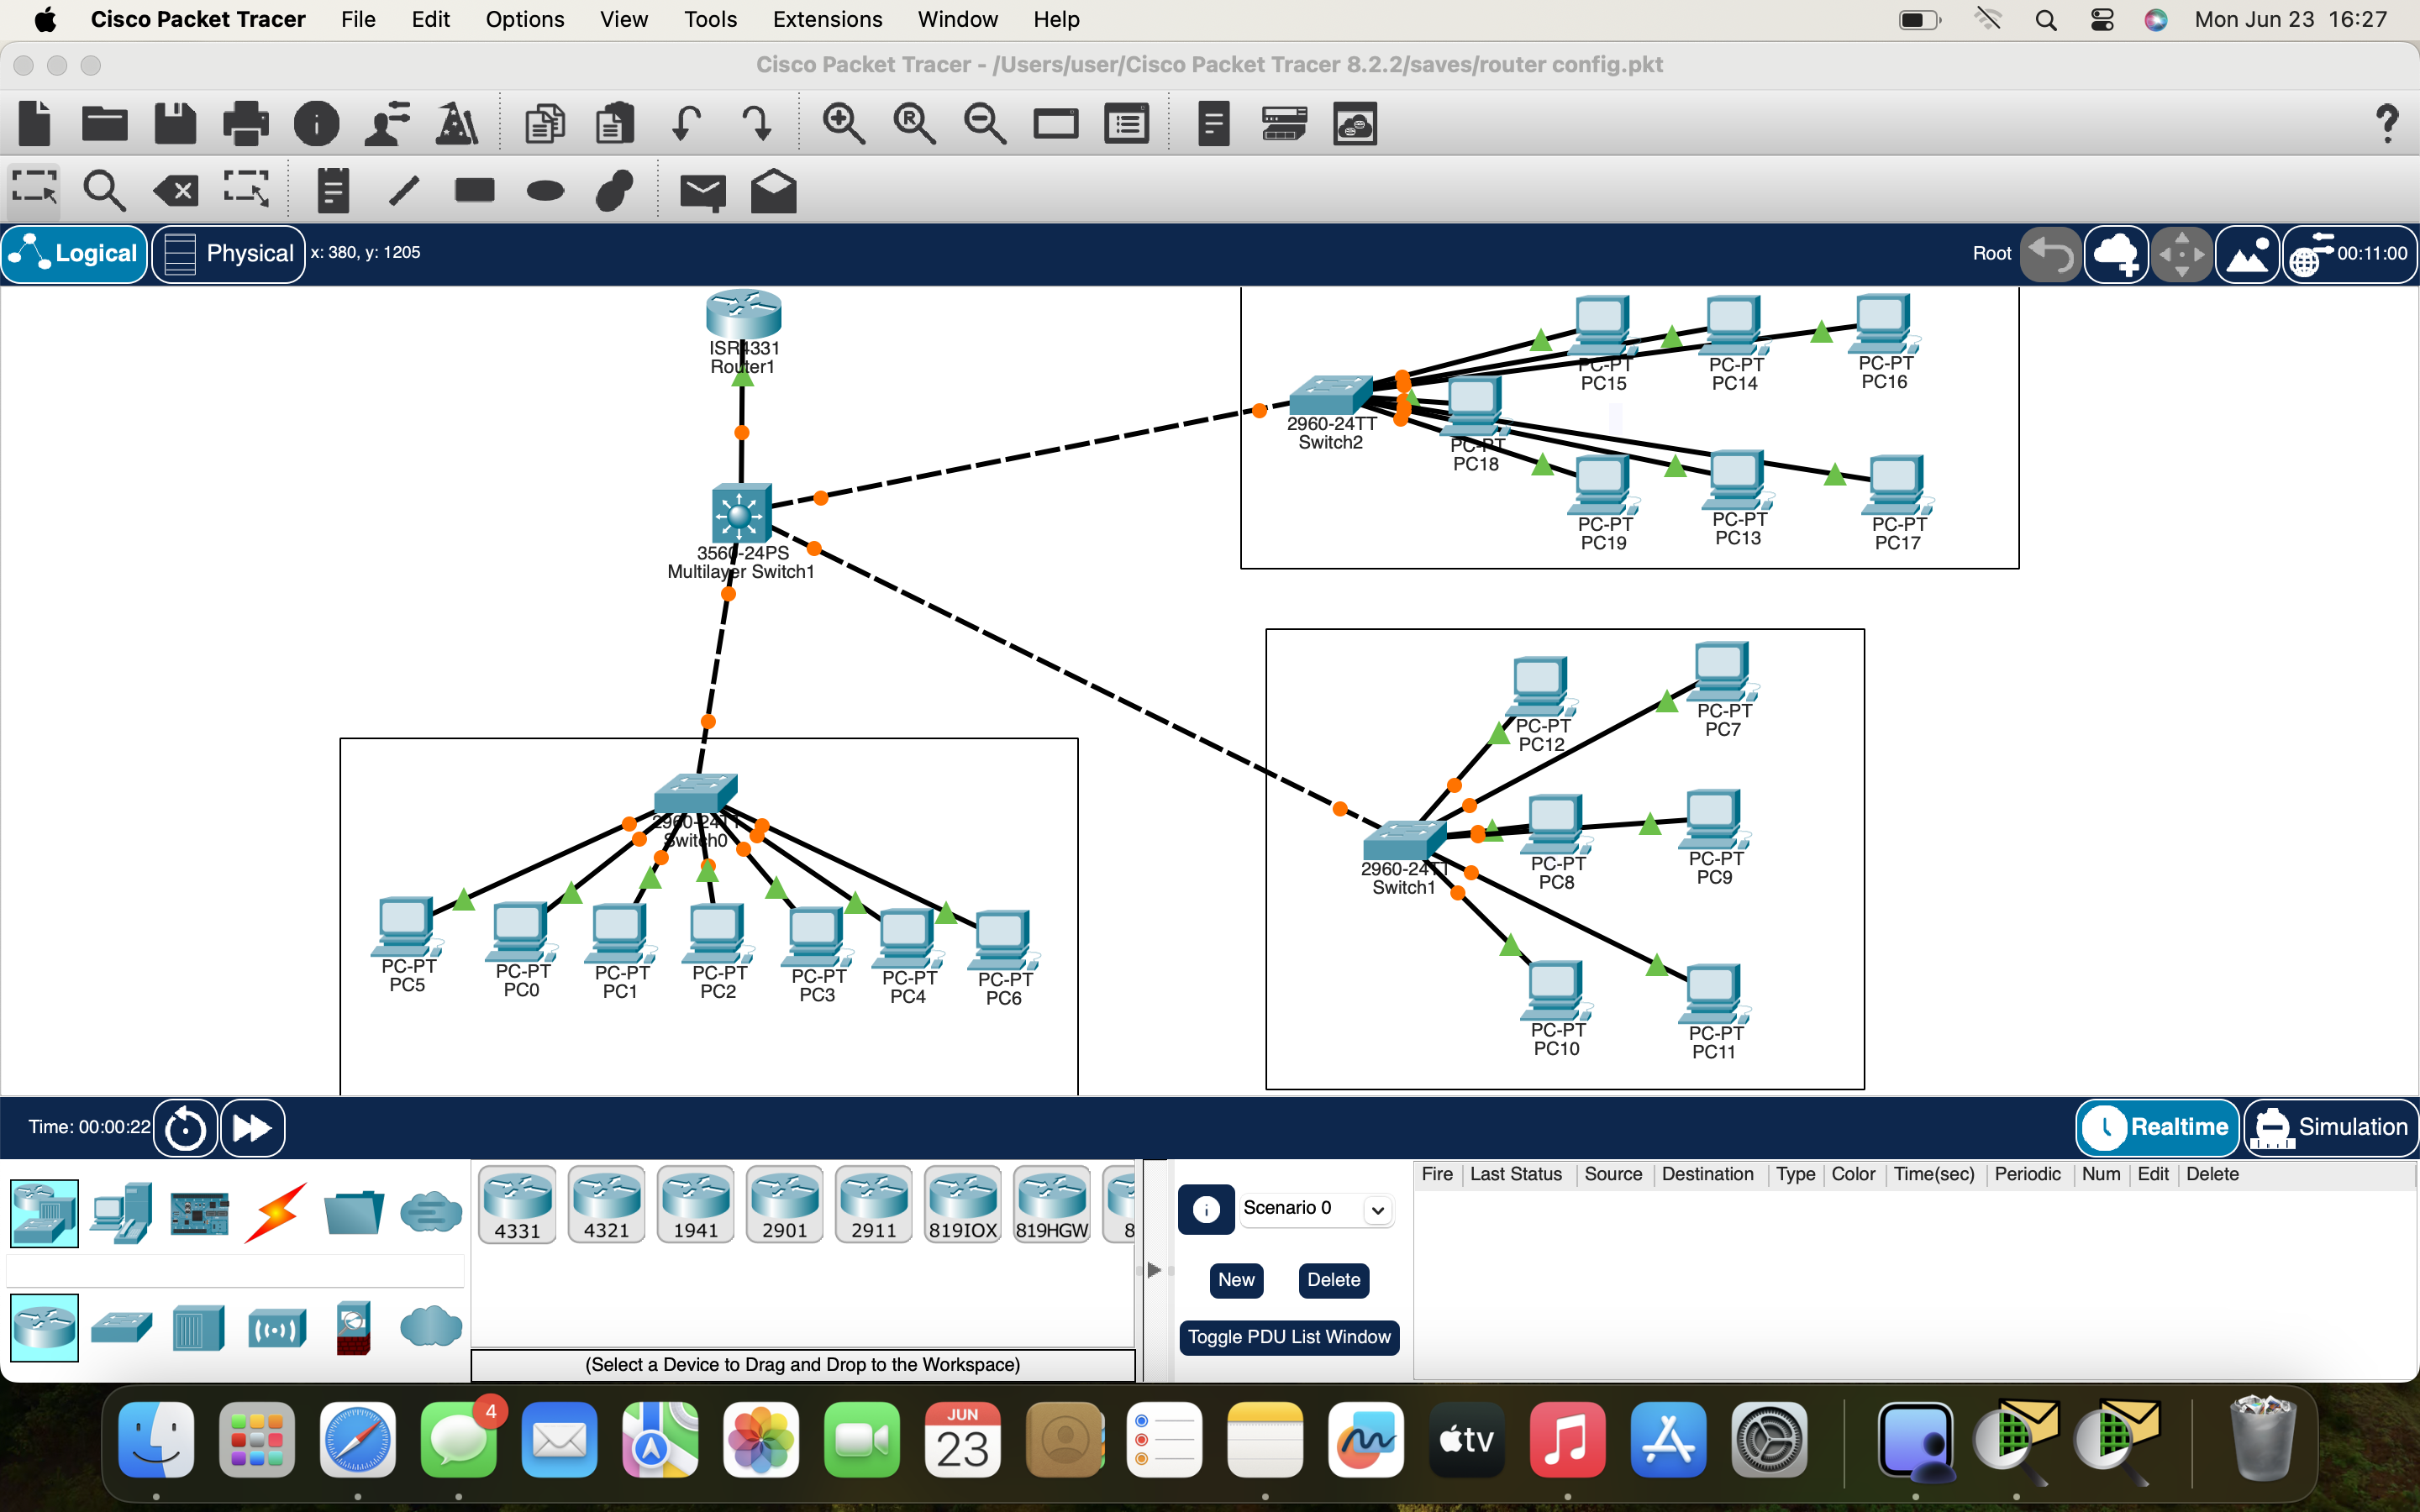 Cisco Packet Tracer File Edit Options View Tools Extensions Window Help Mon Jun 23 16:27
Cisco Packet Tracer - /Users/user/Cisco Packet Tracer 8.2.2/saves/router config.pkt
Logical Physical x: 380, y: 1205 Root 00:11:00
ISR4331
Router1
PC-PT
PC15
PC-PT
PC14
PC-PT
PC16
2960-24TT
Switch2
PC-PT
PC18
PC-PT
PC19
PC-PT
PC13
PC-PT
PC17
3560-24PS
Multilayer Switch1
PC-PT
PC12
PC-PT
PC7
2960-24TT
Switch0
2960-24TT
Switch1
PC-PT
PC8
PC-PT
PC9
PC-PT
PC5
PC-PT
PC0
PC-PT
PC1
PC-PT
PC2
PC-PT
PC3
PC-PT
PC4
PC-PT
PC6
PC-PT
PC10
PC-PT
PC11
Time: 00:00:22 Realtime Simulation
4331 4321 1941 2901 2911 819IOX 819HGW 8
Scenario 0
New Delete
Toggle PDU List Window
Fire Last Status Source Destination Type Color Time(sec) Periodic Num Edit Delete
(Select a Device to Drag and Drop to the Workspace)
4
JUN
23
tv